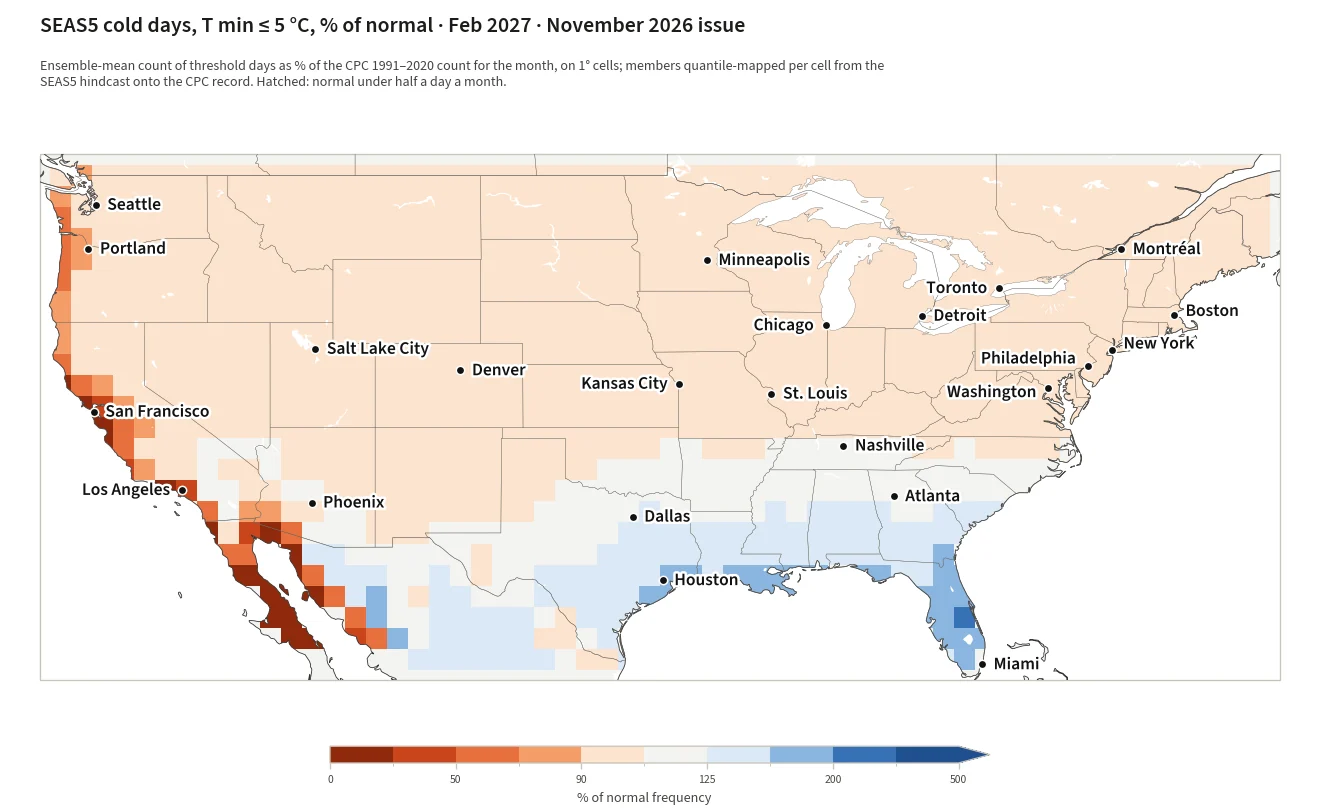 SEAS5 cold days, T min ≤ 5 °C, % of normal · Feb 2027 · November 2026 issue
Ensemble-mean count of threshold days as % of the CPC 1991–2020 count for the month, on 1° cells; members quantile-mapped per cell from the
SEAS5 hindcast onto the CPC record. Hatched: normal under half a day a month.
Seattle
Portland
Minneapolis
Montréal
Toronto
Detroit
Boston
Chicago
New York
Salt Lake City
Denver
Philadelphia
Kansas City
St. Louis
Washington
San Francisco
Nashville
Los Angeles
Phoenix
Atlanta
Dallas
Houston
Miami
0
50
90
125
200
500
% of normal frequency